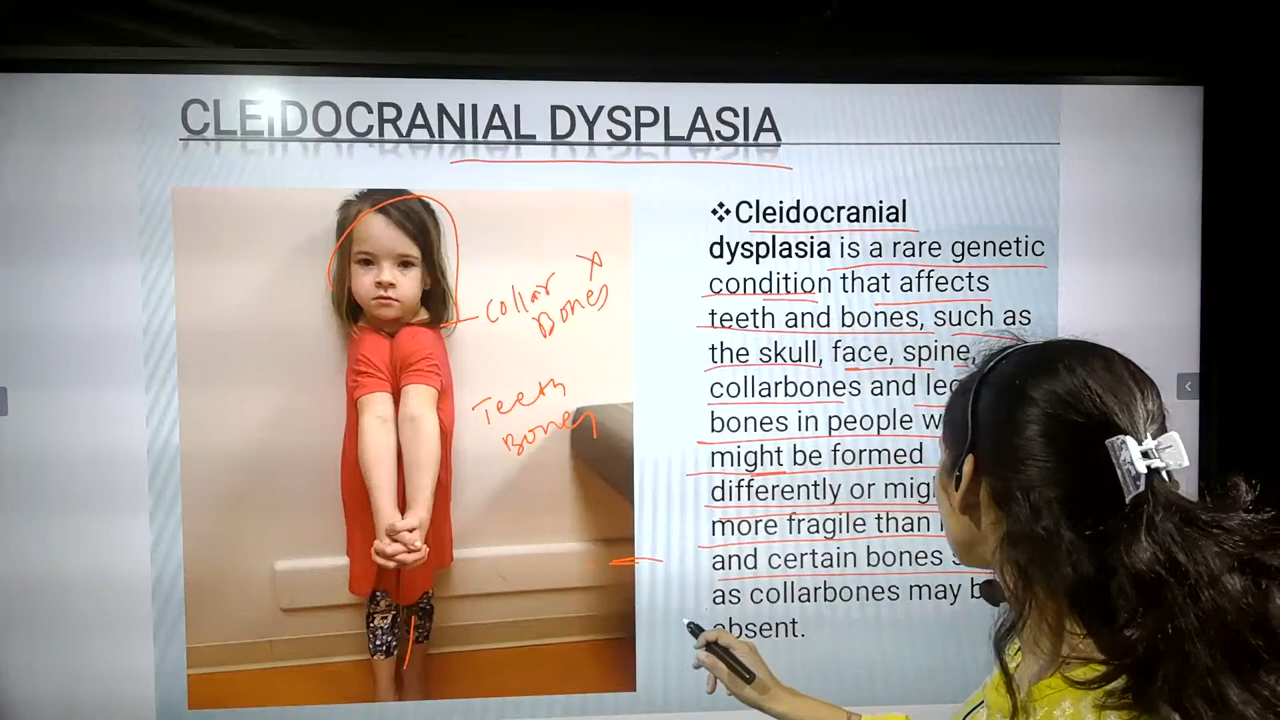 CLEIDOCRANIAL DYSPLASIA
❖Cleidocranial
dysplasia is a rare genetic
condition that affects
teeth and bones, such as
the skull, face, spine,
collarbones and
bones in people
might be formed
differently or
more fragile than
and certain bones
as collarbones may
absent.
collar
Bones
x
Teeth
Bones